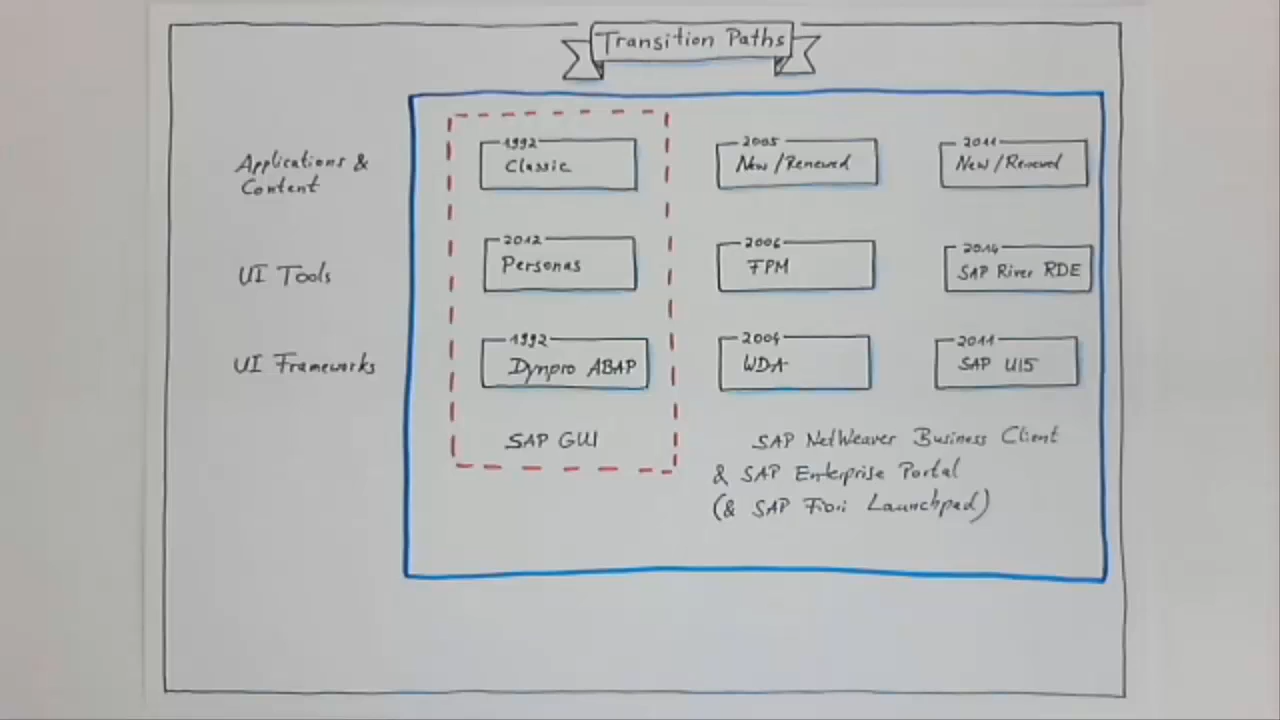 Transition Paths
Applications &
Content
1992
Classic
2005
New/Renewed
2011
New/Renewed
UI Tools
2012
Personas
2006
FPM
2014
SAP River RDE
UI Frameworks
1992
Dynpro ABAP
2004
WDA
2011
SAP UI5
SAP GUI
SAP NetWeaver Business Client
& SAP Enterprise Portal
(& SAP Fiori Launchpad)